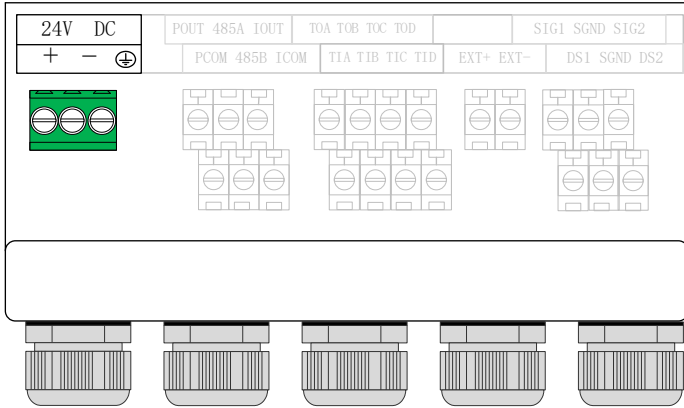 24V DC
+ − ⏚
POUT 485A IOUT
PCOM 485B ICOM
TOA TOB TOC TOD
TIA TIB TIC TID
EXT+ EXT-
SIG1 SGND SIG2
DS1 SGND DS2